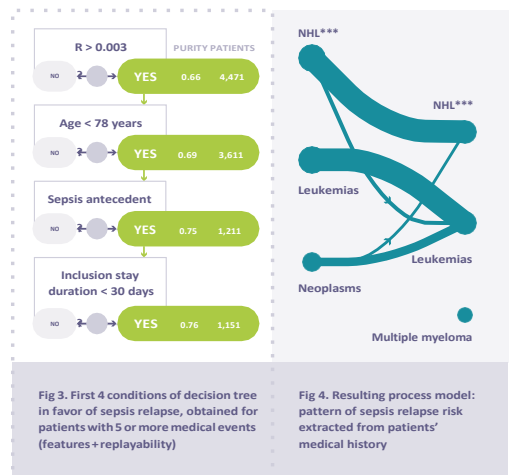 R > 0.003
PURITY PATIENTS
NO
?
YES 0.66 4,471
Age < 78 years
NO
?
YES 0.69 3,611
Sepsis antecedent
NO
?
YES 0.75 1,211
Inclusion stay
duration < 30 days
NO
?
YES 0.76 1,151
Fig 3. First 4 conditions of decision tree
in favor of sepsis relapse, obtained for
patients with 5 or more medical events
(features + replayability)
NHL***
NHL***
Leukemias
Leukemias
Neoplasms
Multiple myeloma
Fig 4. Resulting process model:
pattern of sepsis relapse risk
extracted from patients'
medical history